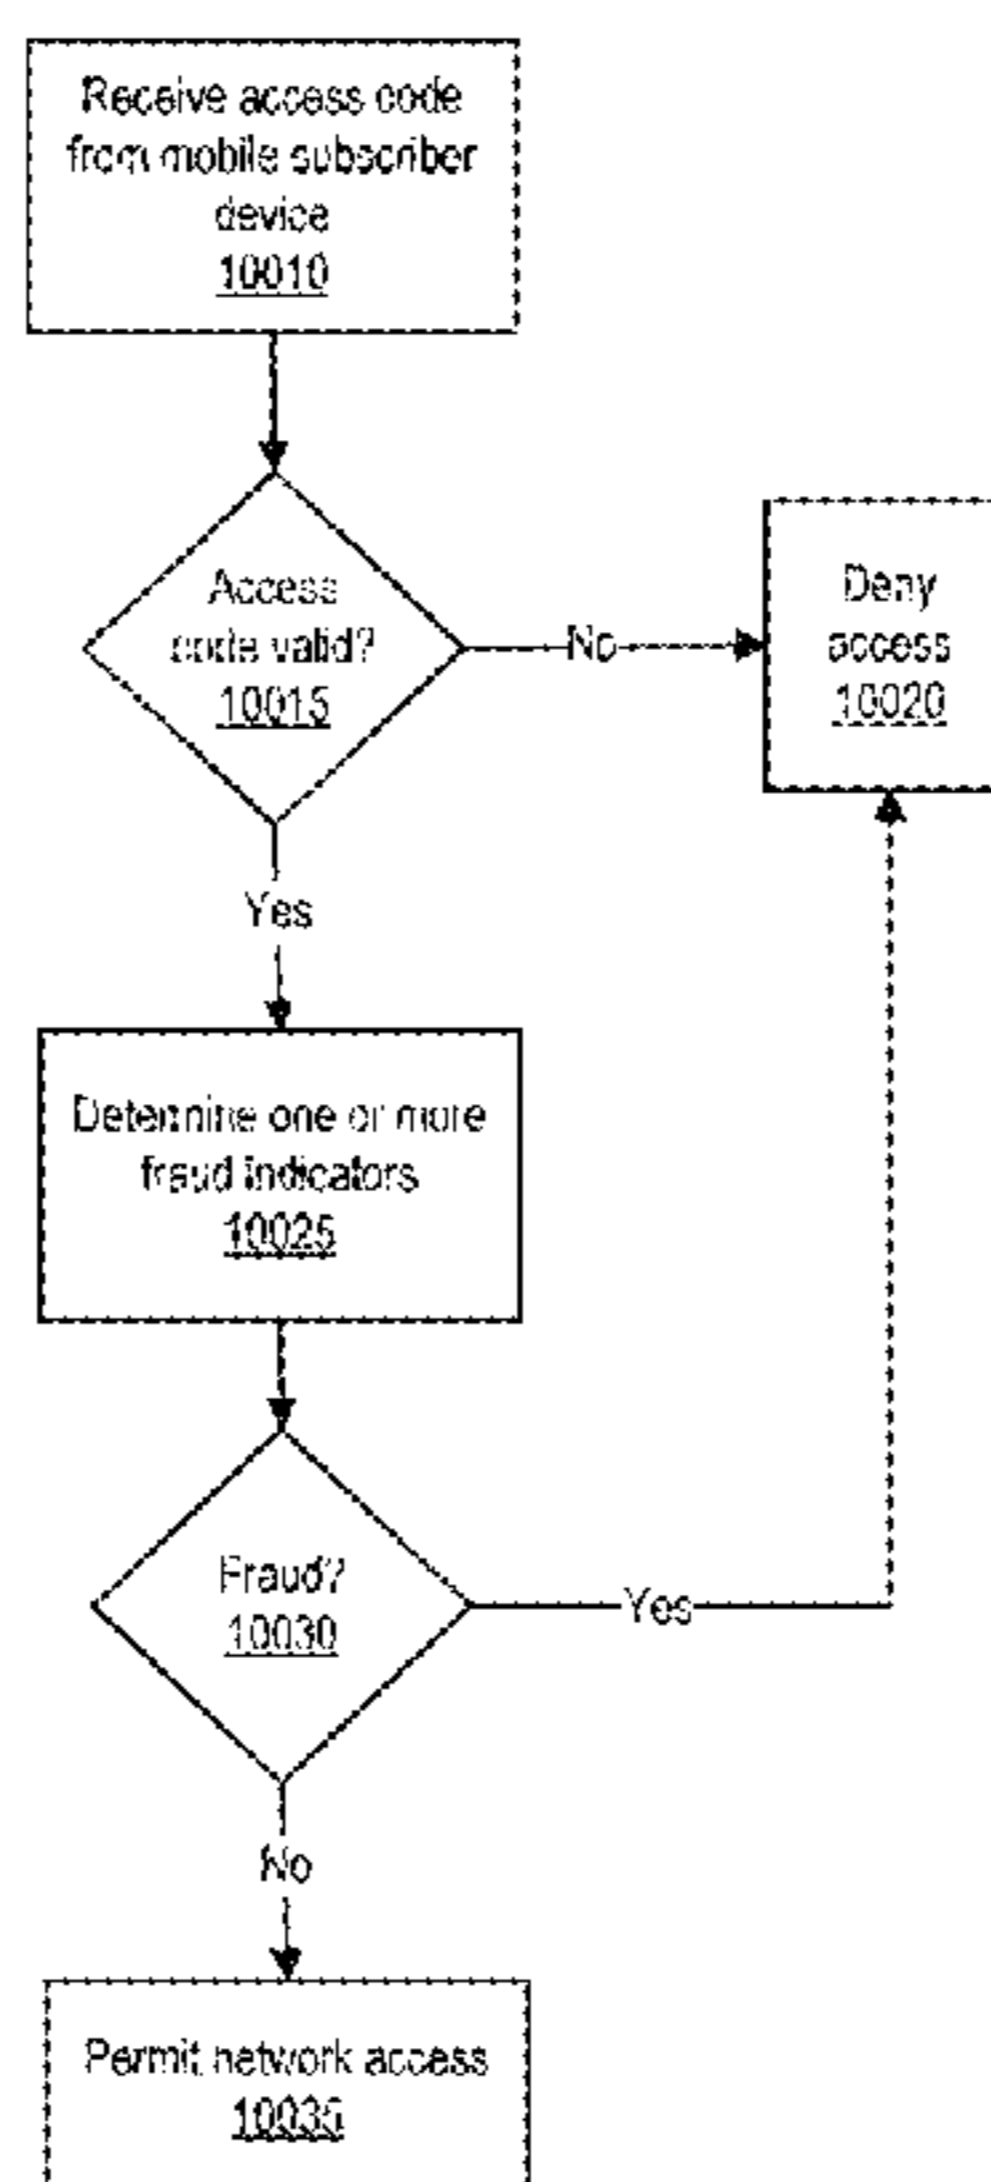 Receive access code
from mobile subscriber
device
10010
Access
code valid?
10015
No
Deny
access
10020
Yes
Determine one or more
fraud indicators
10025
Fraud?
10030
Yes
No
Permit network access
10035